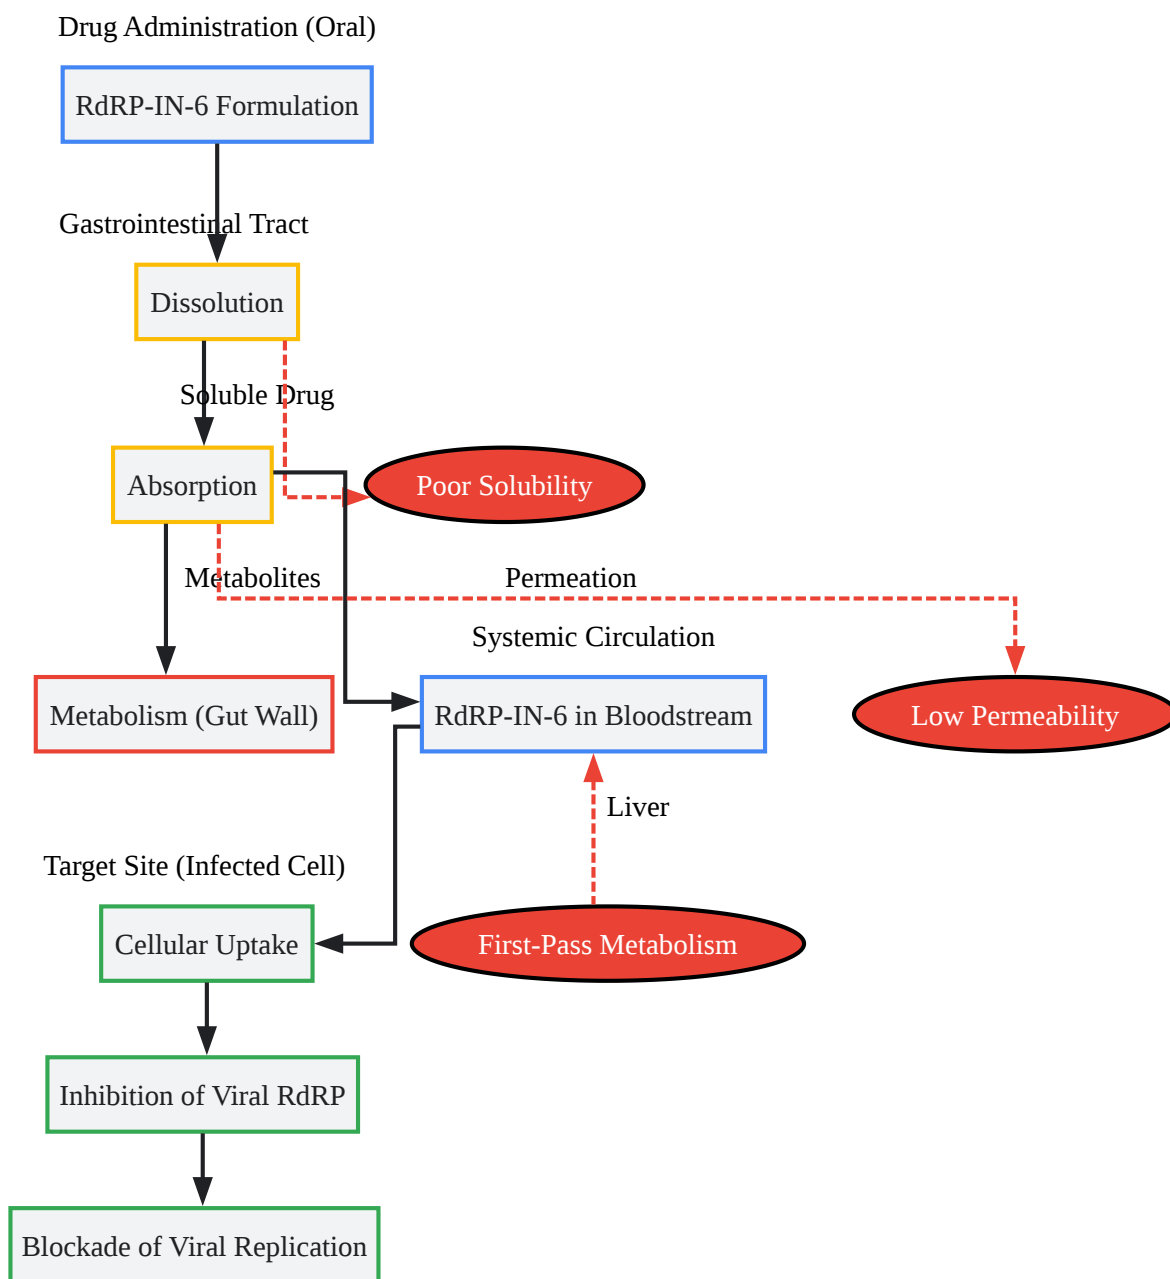 Drug Administration (Oral)
RdRP-IN-6 Formulation
Gastrointestinal Tract
Dissolution
Soluble Drug
Absorption
Poor Solubility
Metabolites
Permeation
Systemic Circulation
Metabolism (Gut Wall)
RdRP-IN-6 in Bloodstream
Low Permeability
Liver
Target Site (Infected Cell)
Cellular Uptake
First-Pass Metabolism
Inhibition of Viral RdRP
Blockade of Viral Replication